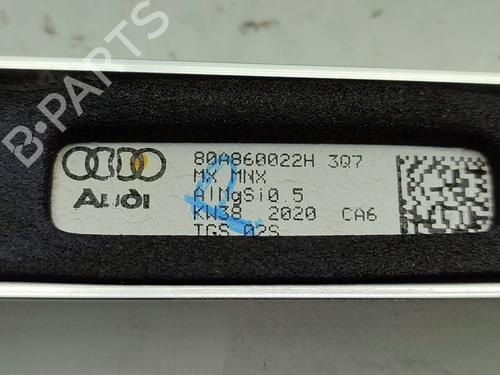 B-PARTS
80A860022H 3Q7
MX MNX
AlMgSi0.5
KW38 2020 CA6
TGS 02S
Audi